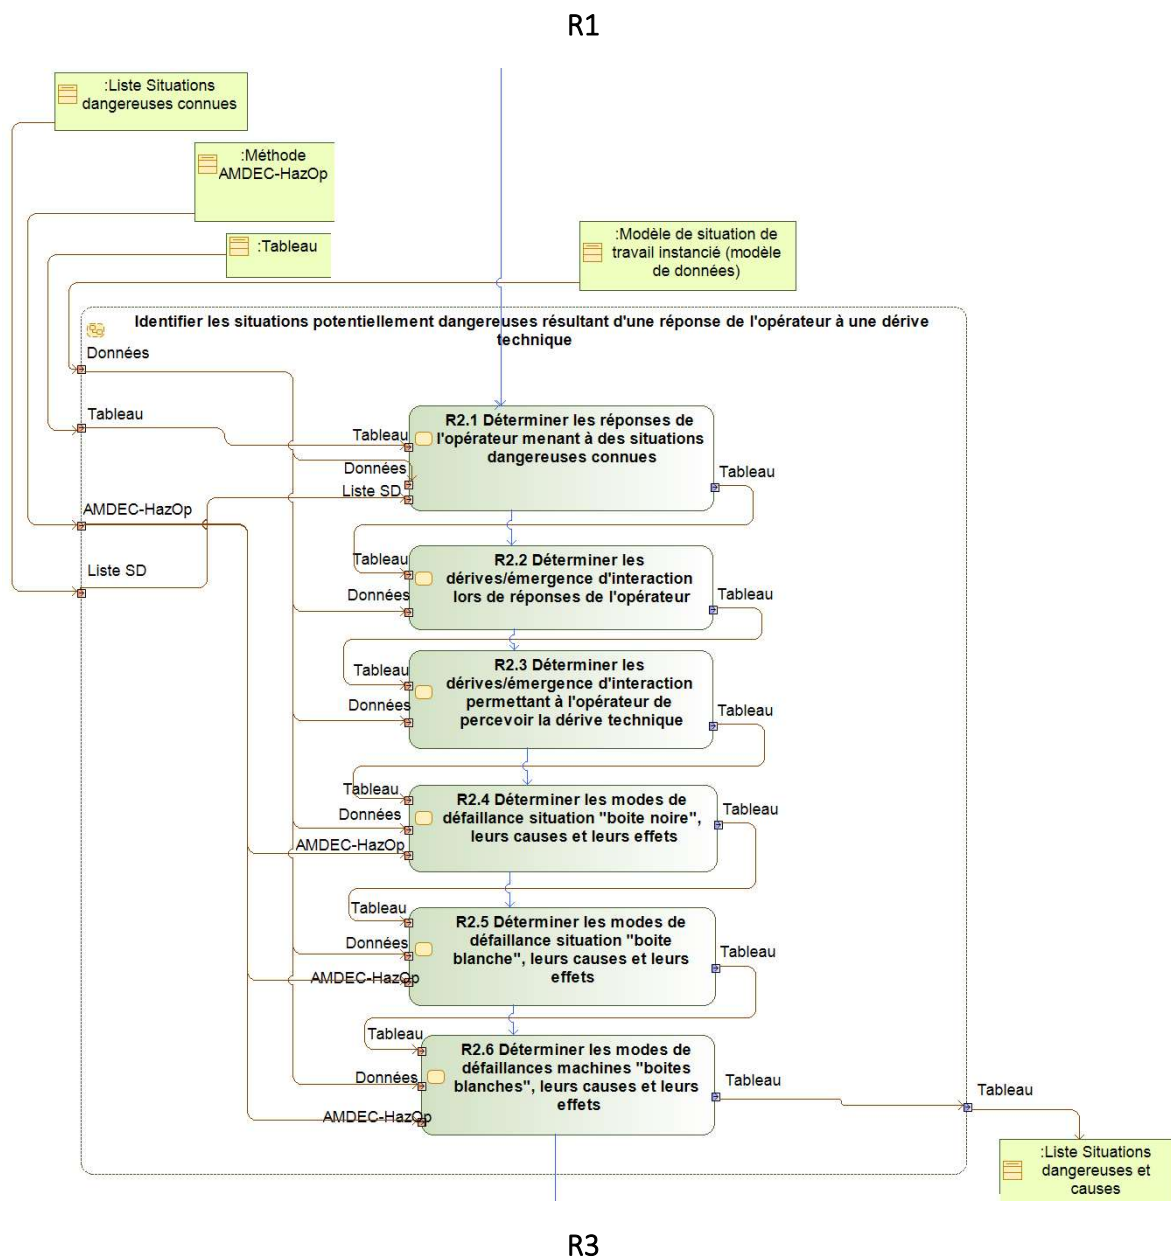 R1
:Liste Situations
dangereuses connues
:Méthode
AMDEC-HazOp
:Tableau
:Modèle de situation de
travail instancié (modèle
de données)
Identifier les situations potentiellement dangereuses résultant d'une réponse de l'opérateur à une dérive
technique
Données
Tableau
AMDEC-HazOp
Liste SD
Tableau
Données
Liste SD
R2.1 Déterminer les réponses de
l'opérateur menant à des situations
dangereuses connues
Tableau
Tableau
Données
R2.2 Déterminer les
dérives/émergence d'interaction
lors de réponses de l'opérateur
Tableau
Tableau
Données
R2.3 Déterminer les
dérives/émergence d'interaction
permettant à l'opérateur de
percevoir la dérive technique
Tableau
Tableau
Données
AMDEC-HazOp
R2.4 Déterminer les modes de
défaillance situation "boite noire",
leurs causes et leurs effets
Tableau
Tableau
Données
AMDEC-HazOp
R2.5 Déterminer les modes de
défaillance situation "boite
blanche", leurs causes et leurs
effets
Tableau
Tableau
Données
AMDEC-HazOp
R2.6 Déterminer les modes de
défaillances machines "boites
blanches", leurs causes et leurs
effets
Tableau
Tableau
:Liste Situations
dangereuses et
causes
R3